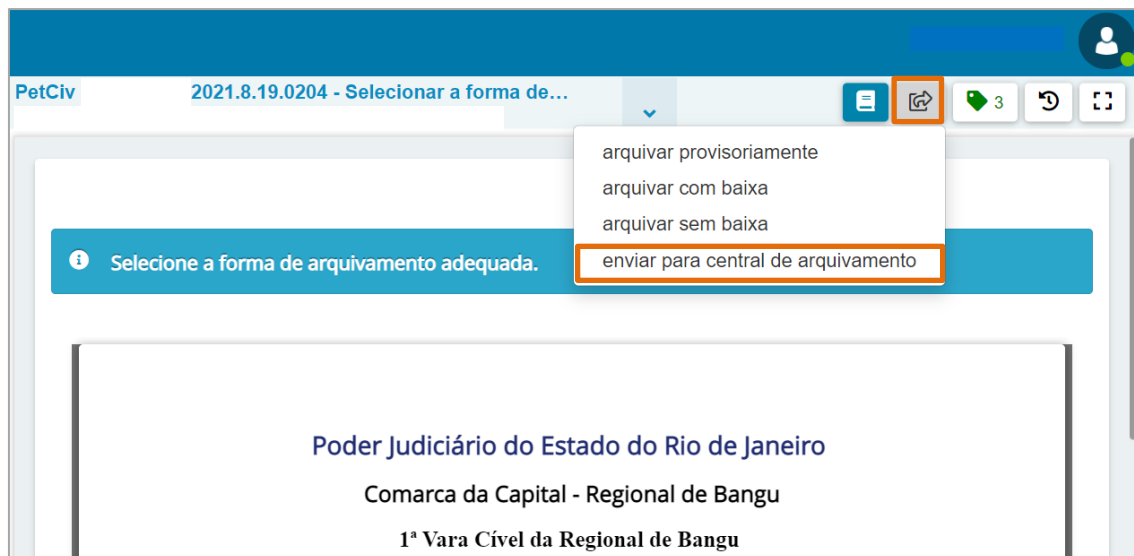 PetCiv 2021.8.19.0204 - Selecionar a forma de…
3
arquivar provisoriamente
arquivar com baixa
arquivar sem baixa
enviar para central de arquivamento
Selecione a forma de arquivamento adequada.
Poder Judiciário do Estado do Rio de Janeiro
Comarca da Capital - Regional de Bangu
1ª Vara Cível da Regional de Bangu